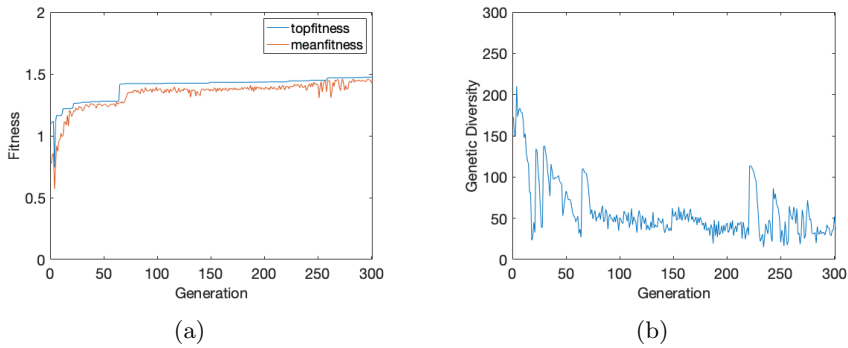 2
1.5
1
0.5
0
Fitness
topfitness
meanfitness
0 50 100 150 200 250 300
Generation
(a)
300
250
200
150
100
50
0
Genetic Diversity
0 50 100 150 200 250 300
Generation
(b)